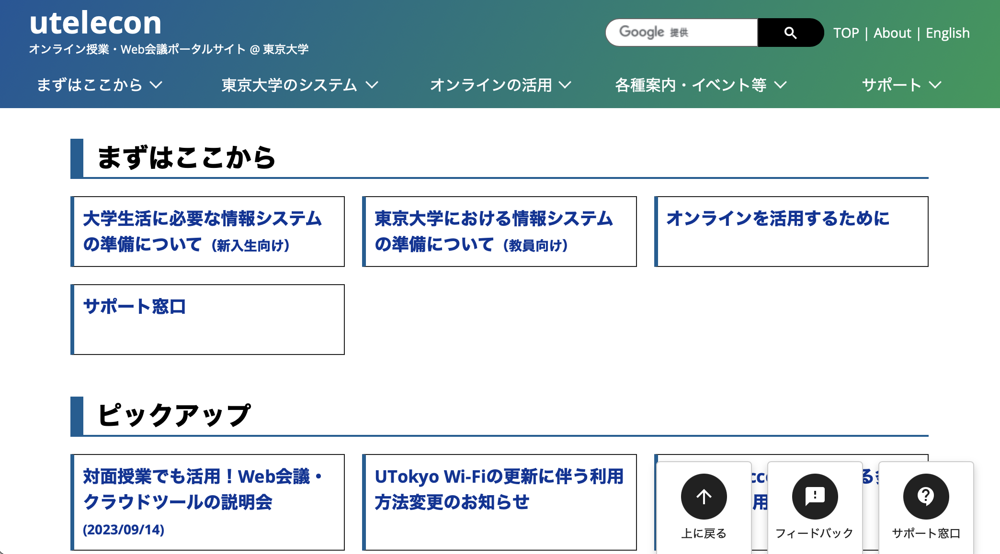 utelecon
オンライン授業・Web会議ポータルサイト @ 東京大学
Google 提供
TOP | About | English
まずはここから
東京大学のシステム
オンラインの活用
各種案内・イベント等
サポート
まずはここから
大学生活に必要な情報システム
の準備について（新入生向け）
東京大学における情報システム
の準備について（教員向け）
オンラインを活用するために
サポート窓口
ピックアップ
対面授業でも活用！Web会議・
クラウドツールの説明会
(2023/09/14)
UTokyo Wi-Fiの更新に伴う利用
方法変更のお知らせ
上に戻る
フィードバック
サポート窓口